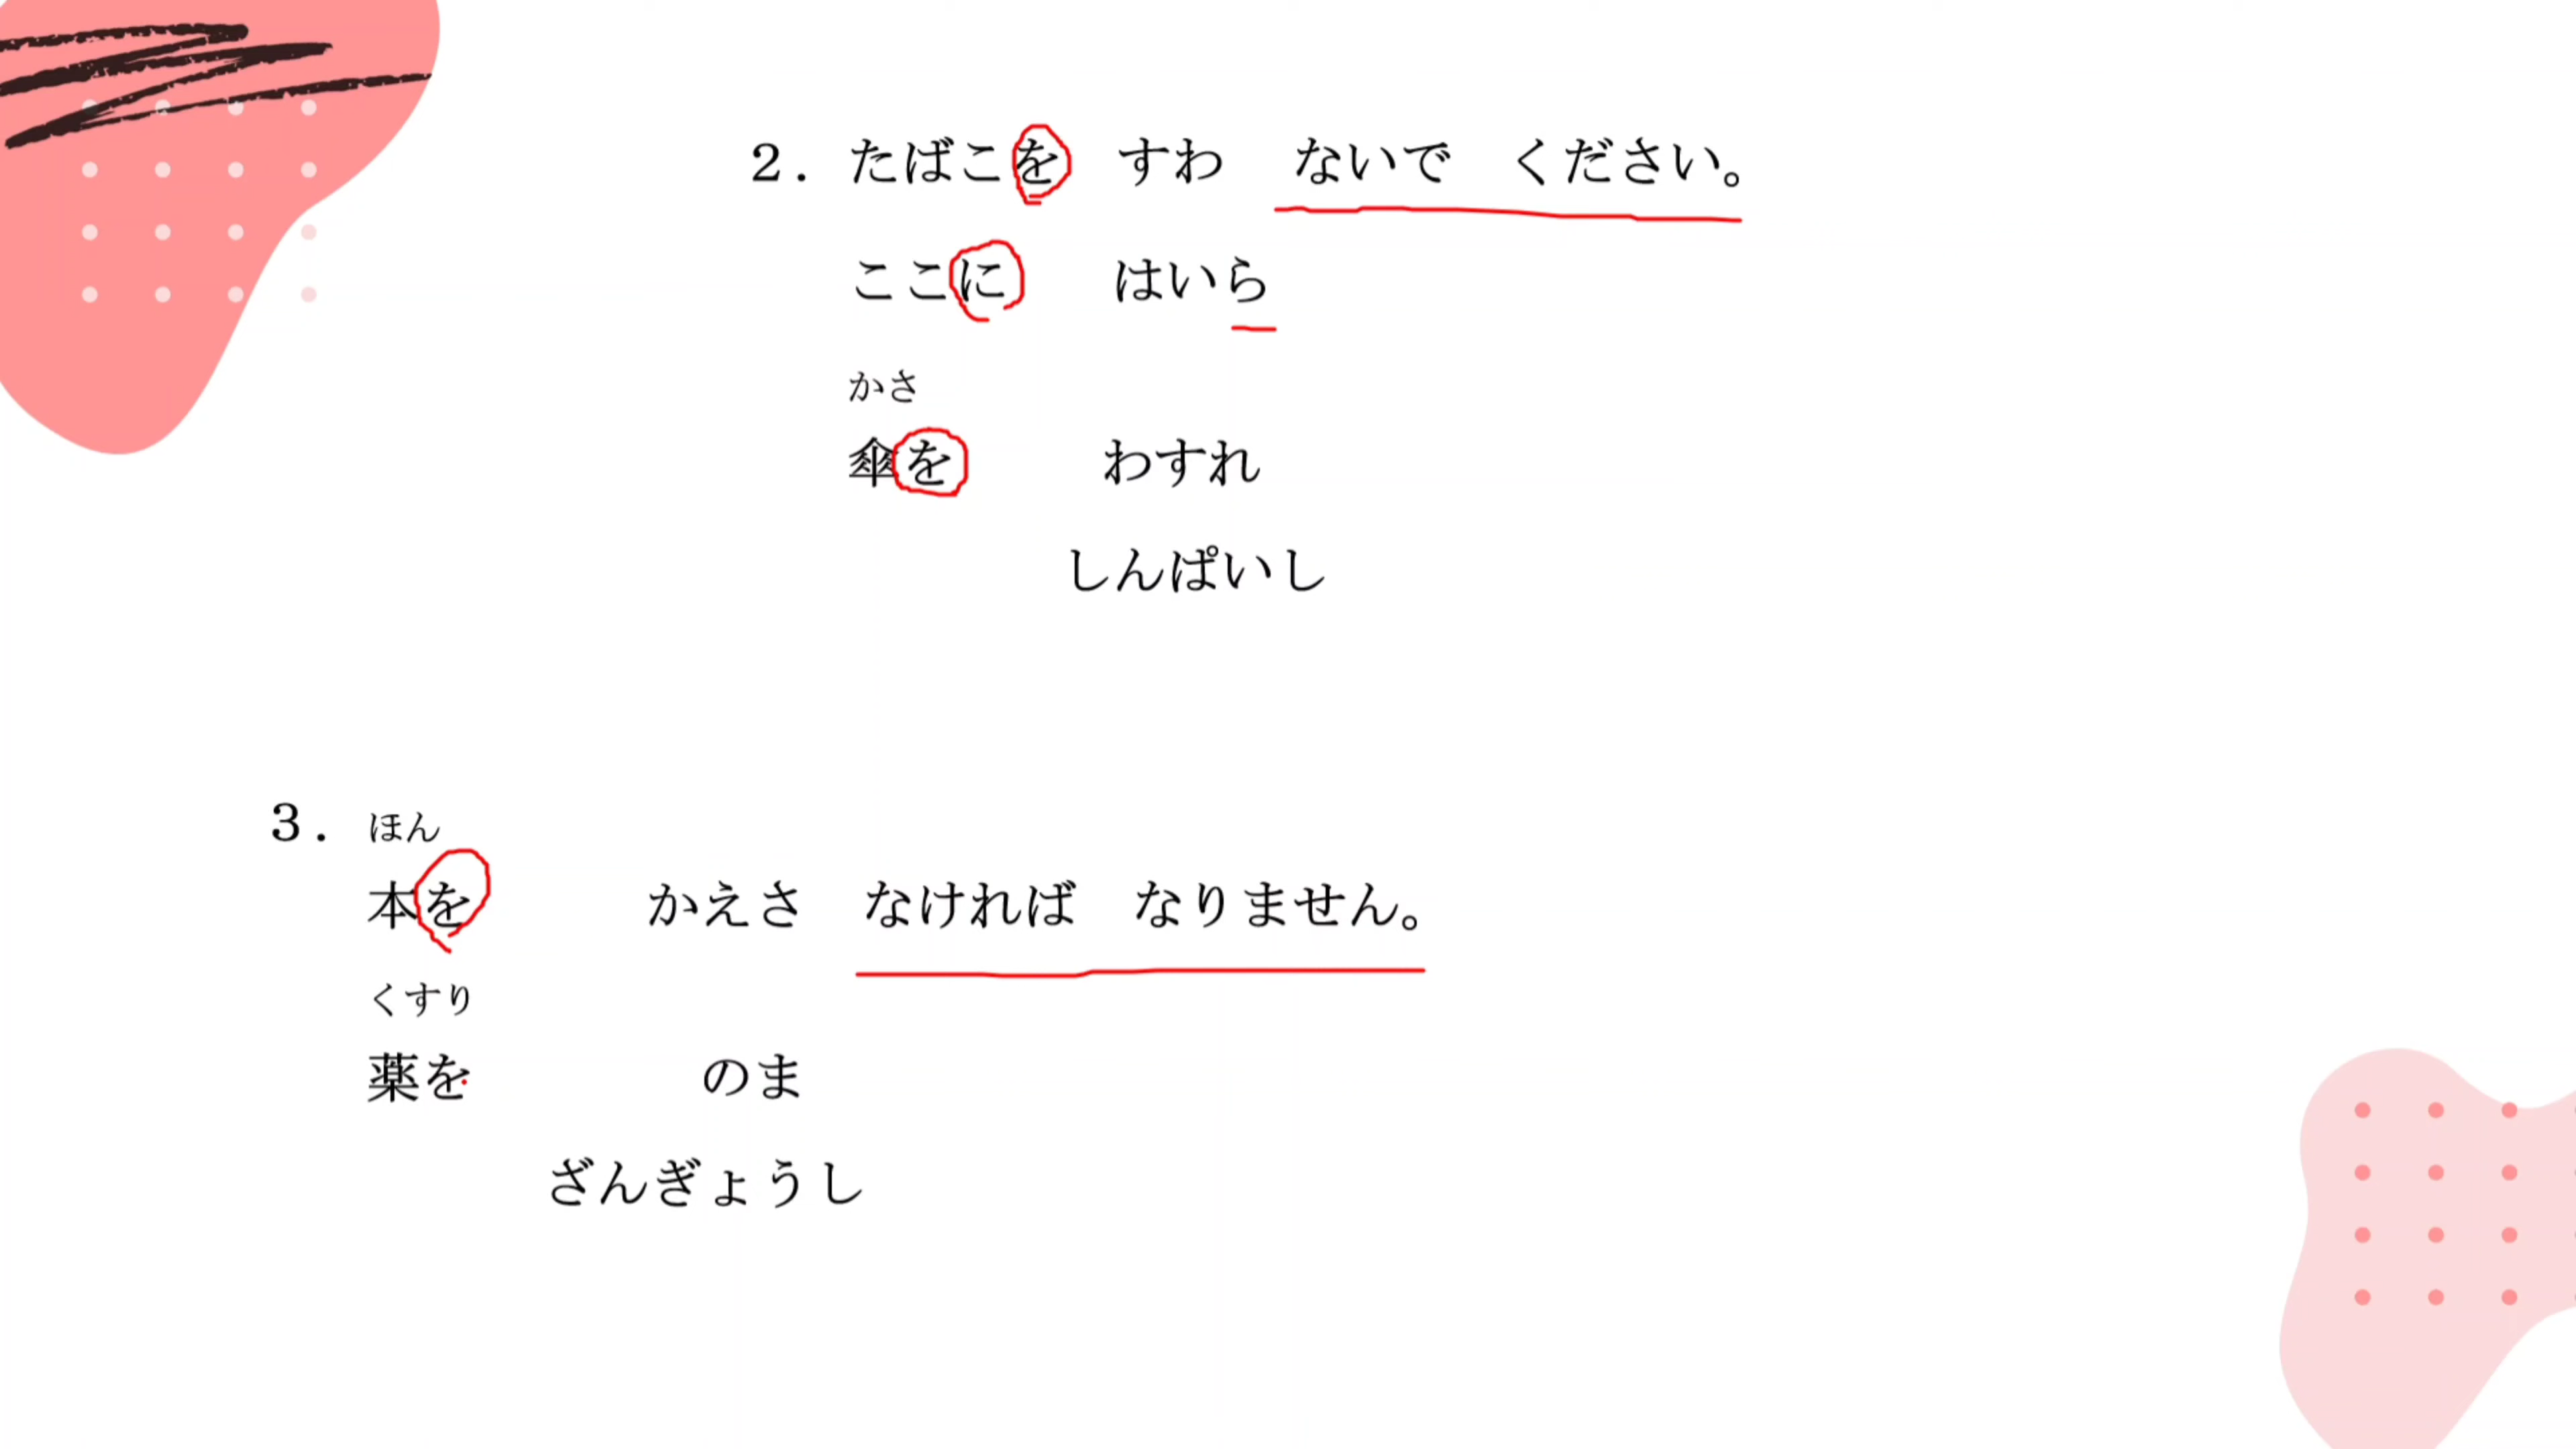 ２．たばこを　すわ　ないで　ください。
ここに　はいら
かさ
傘を　わすれ
しんぱいし
３．ほん
本を　かえさ　なければ　なりません。
くすり
薬を　のま
ざんぎょうし